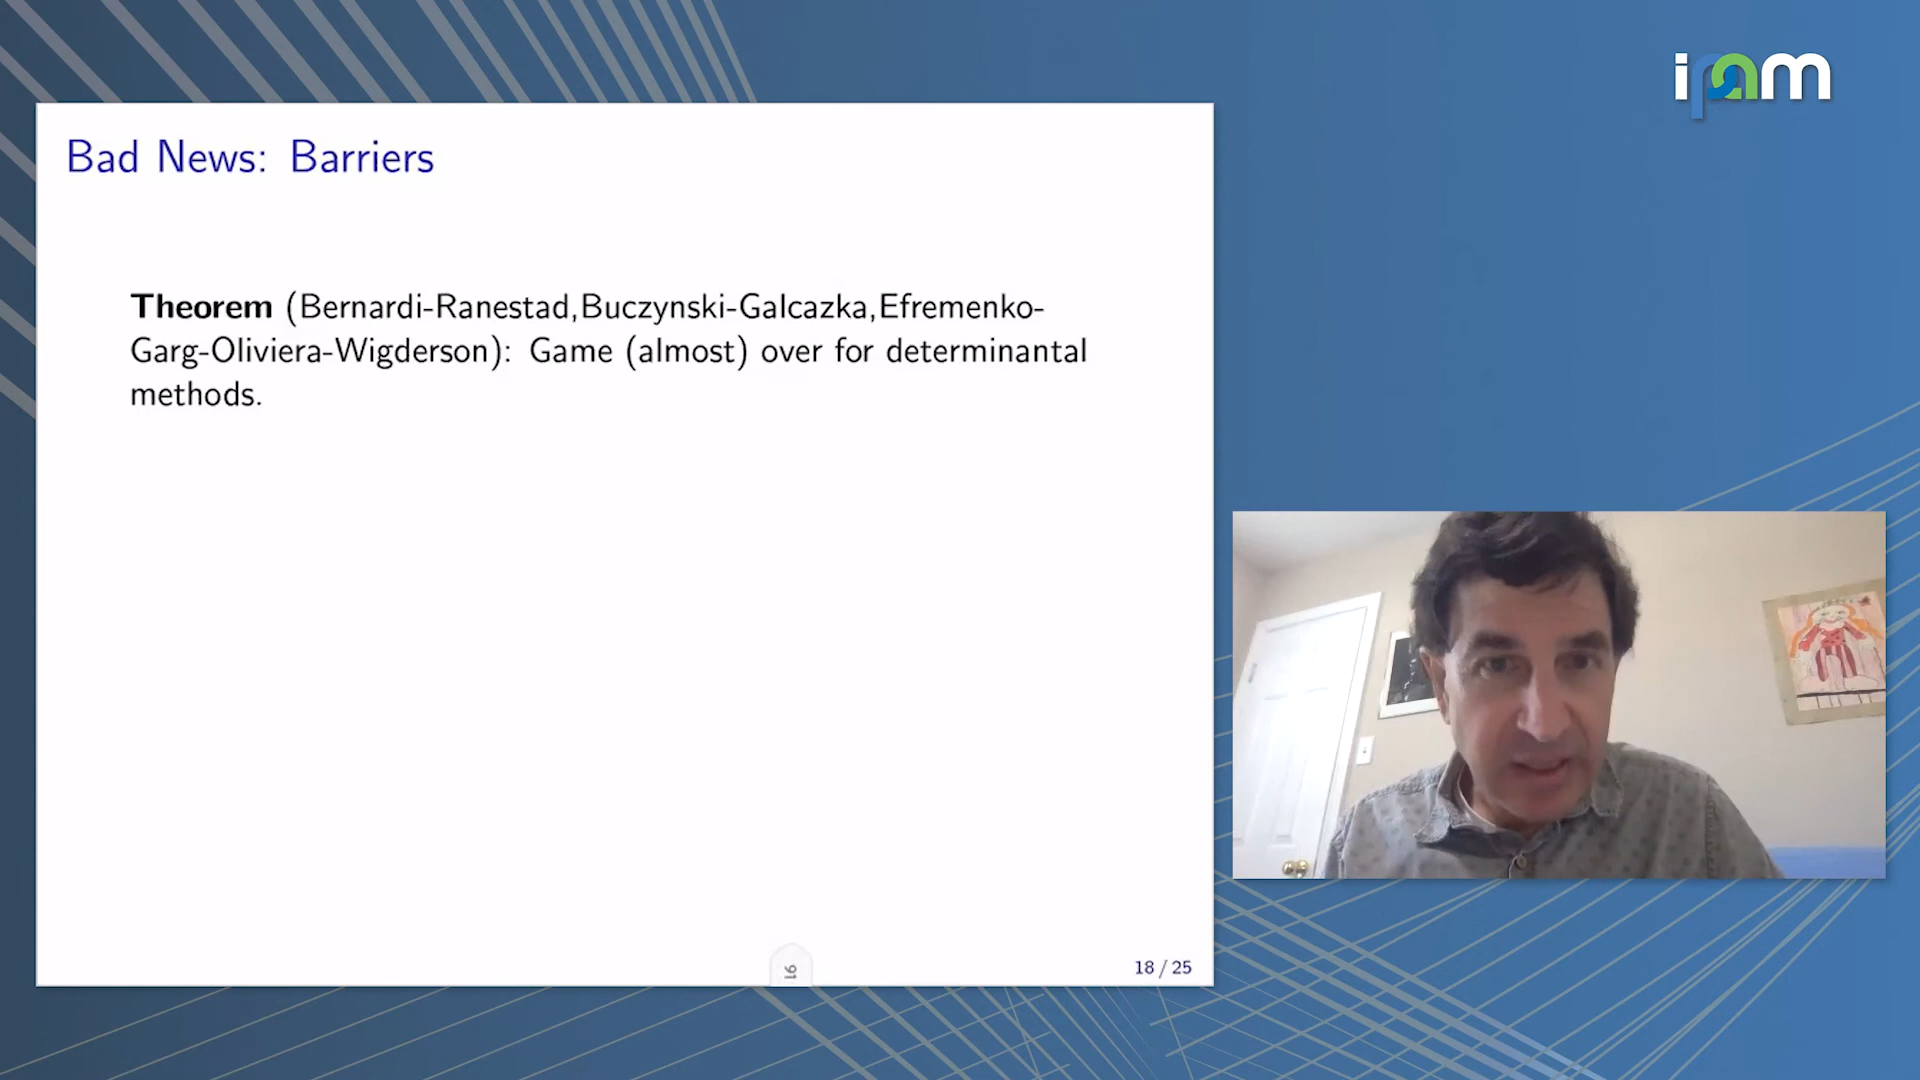 ipam
Bad News: Barriers
Theorem (Bernardi-Ranestad,Buczynski-Galcazka,Efremenko-
Garg-Oliviera-Wigderson): Game (almost) over for determinantal
methods.
91
18 / 25